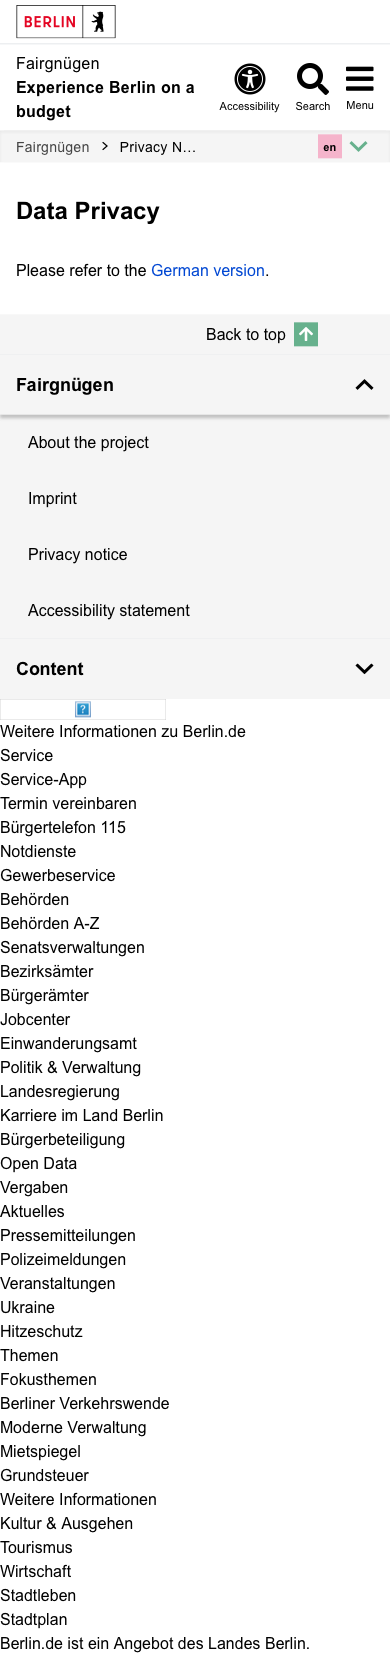 BERLIN
Fairgnügen
Experience Berlin on a
budget
Accessibility
Search
Menu
Fairgnügen > Privacy N...
en
Data Privacy
Please refer to the German version.
Back to top
Fairgnügen
About the project
Imprint
Privacy notice
Accessibility statement
Content
Weitere Informationen zu Berlin.de
Service
Service-App
Termin vereinbaren
Bürgertelefon 115
Notdienste
Gewerbeservice
Behörden
Behörden A-Z
Senatsverwaltungen
Bezirksämter
Bürgerämter
Jobcenter
Einwanderungsamt
Politik & Verwaltung
Landesregierung
Karriere im Land Berlin
Bürgerbeteiligung
Open Data
Vergaben
Aktuelles
Pressemitteilungen
Polizeimeldungen
Veranstaltungen
Ukraine
Hitzeschutz
Themen
Fokusthemen
Berliner Verkehrswende
Moderne Verwaltung
Mietspiegel
Grundsteuer
Weitere Informationen
Kultur & Ausgehen
Tourismus
Wirtschaft
Stadtleben
Stadtplan
Berlin.de ist ein Angebot des Landes Berlin.